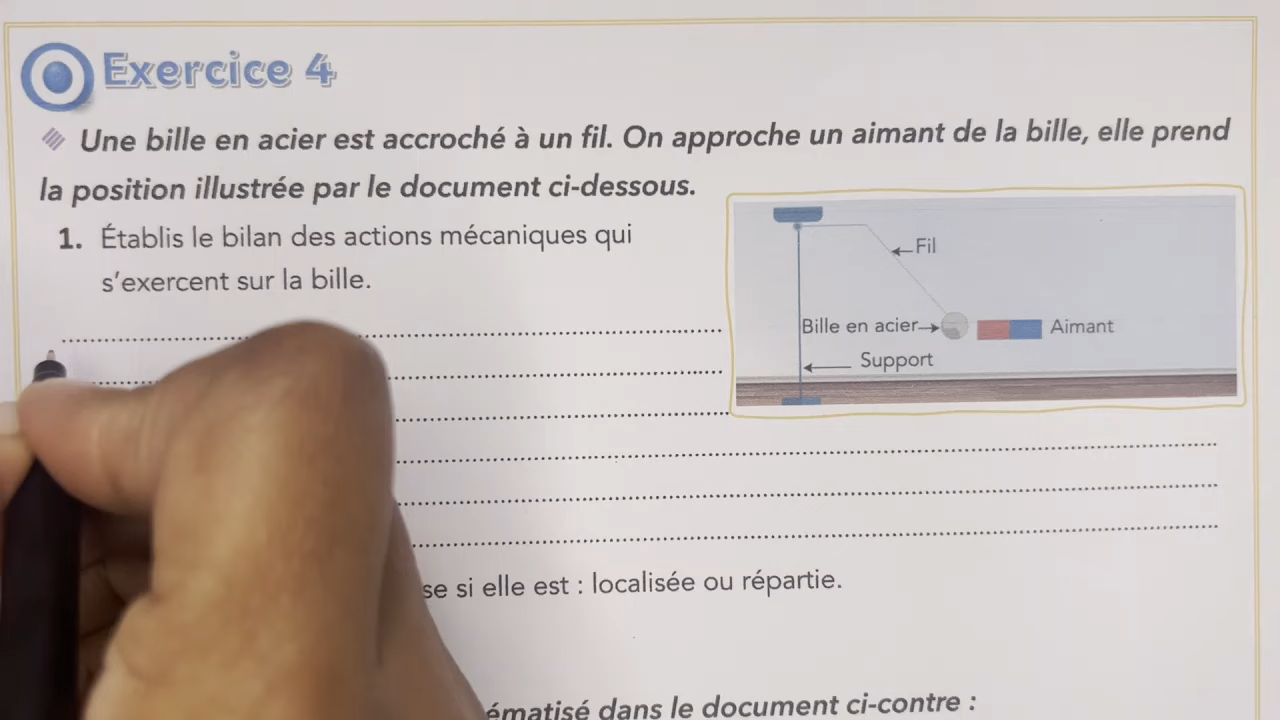 Exercice 4
Une bille en acier est accroché à un fil. On approche un aimant de la bille, elle prend
la position illustrée par le document ci-dessous.
1. Établis le bilan des actions mécaniques qui
s'exercent sur la bille.
Fil
Bille en acier
Aimant
Support
se si elle est : localisée ou répartie.
ématisé dans le document ci-contre :